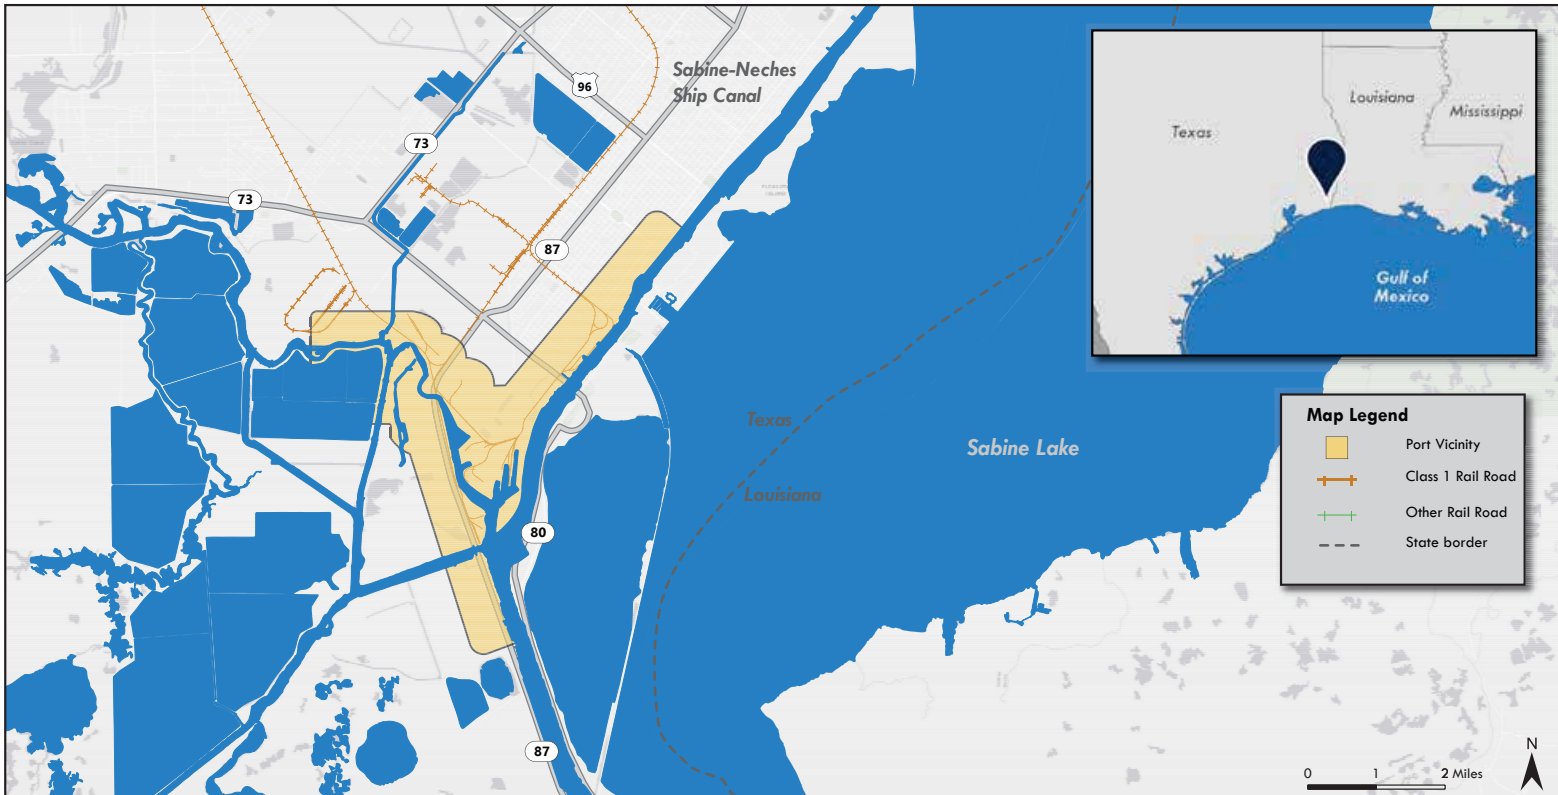 Sabine-Neches
Ship Canal
96
73
73
87
Texas
Louisiana
Mississippi
Gulf of
Mexico
Texas
Sabine Lake
Louisiana
80
87
Map Legend
Port Vicinity
Class 1 Rail Road
Other Rail Road
State border
N
0 1 2 Miles